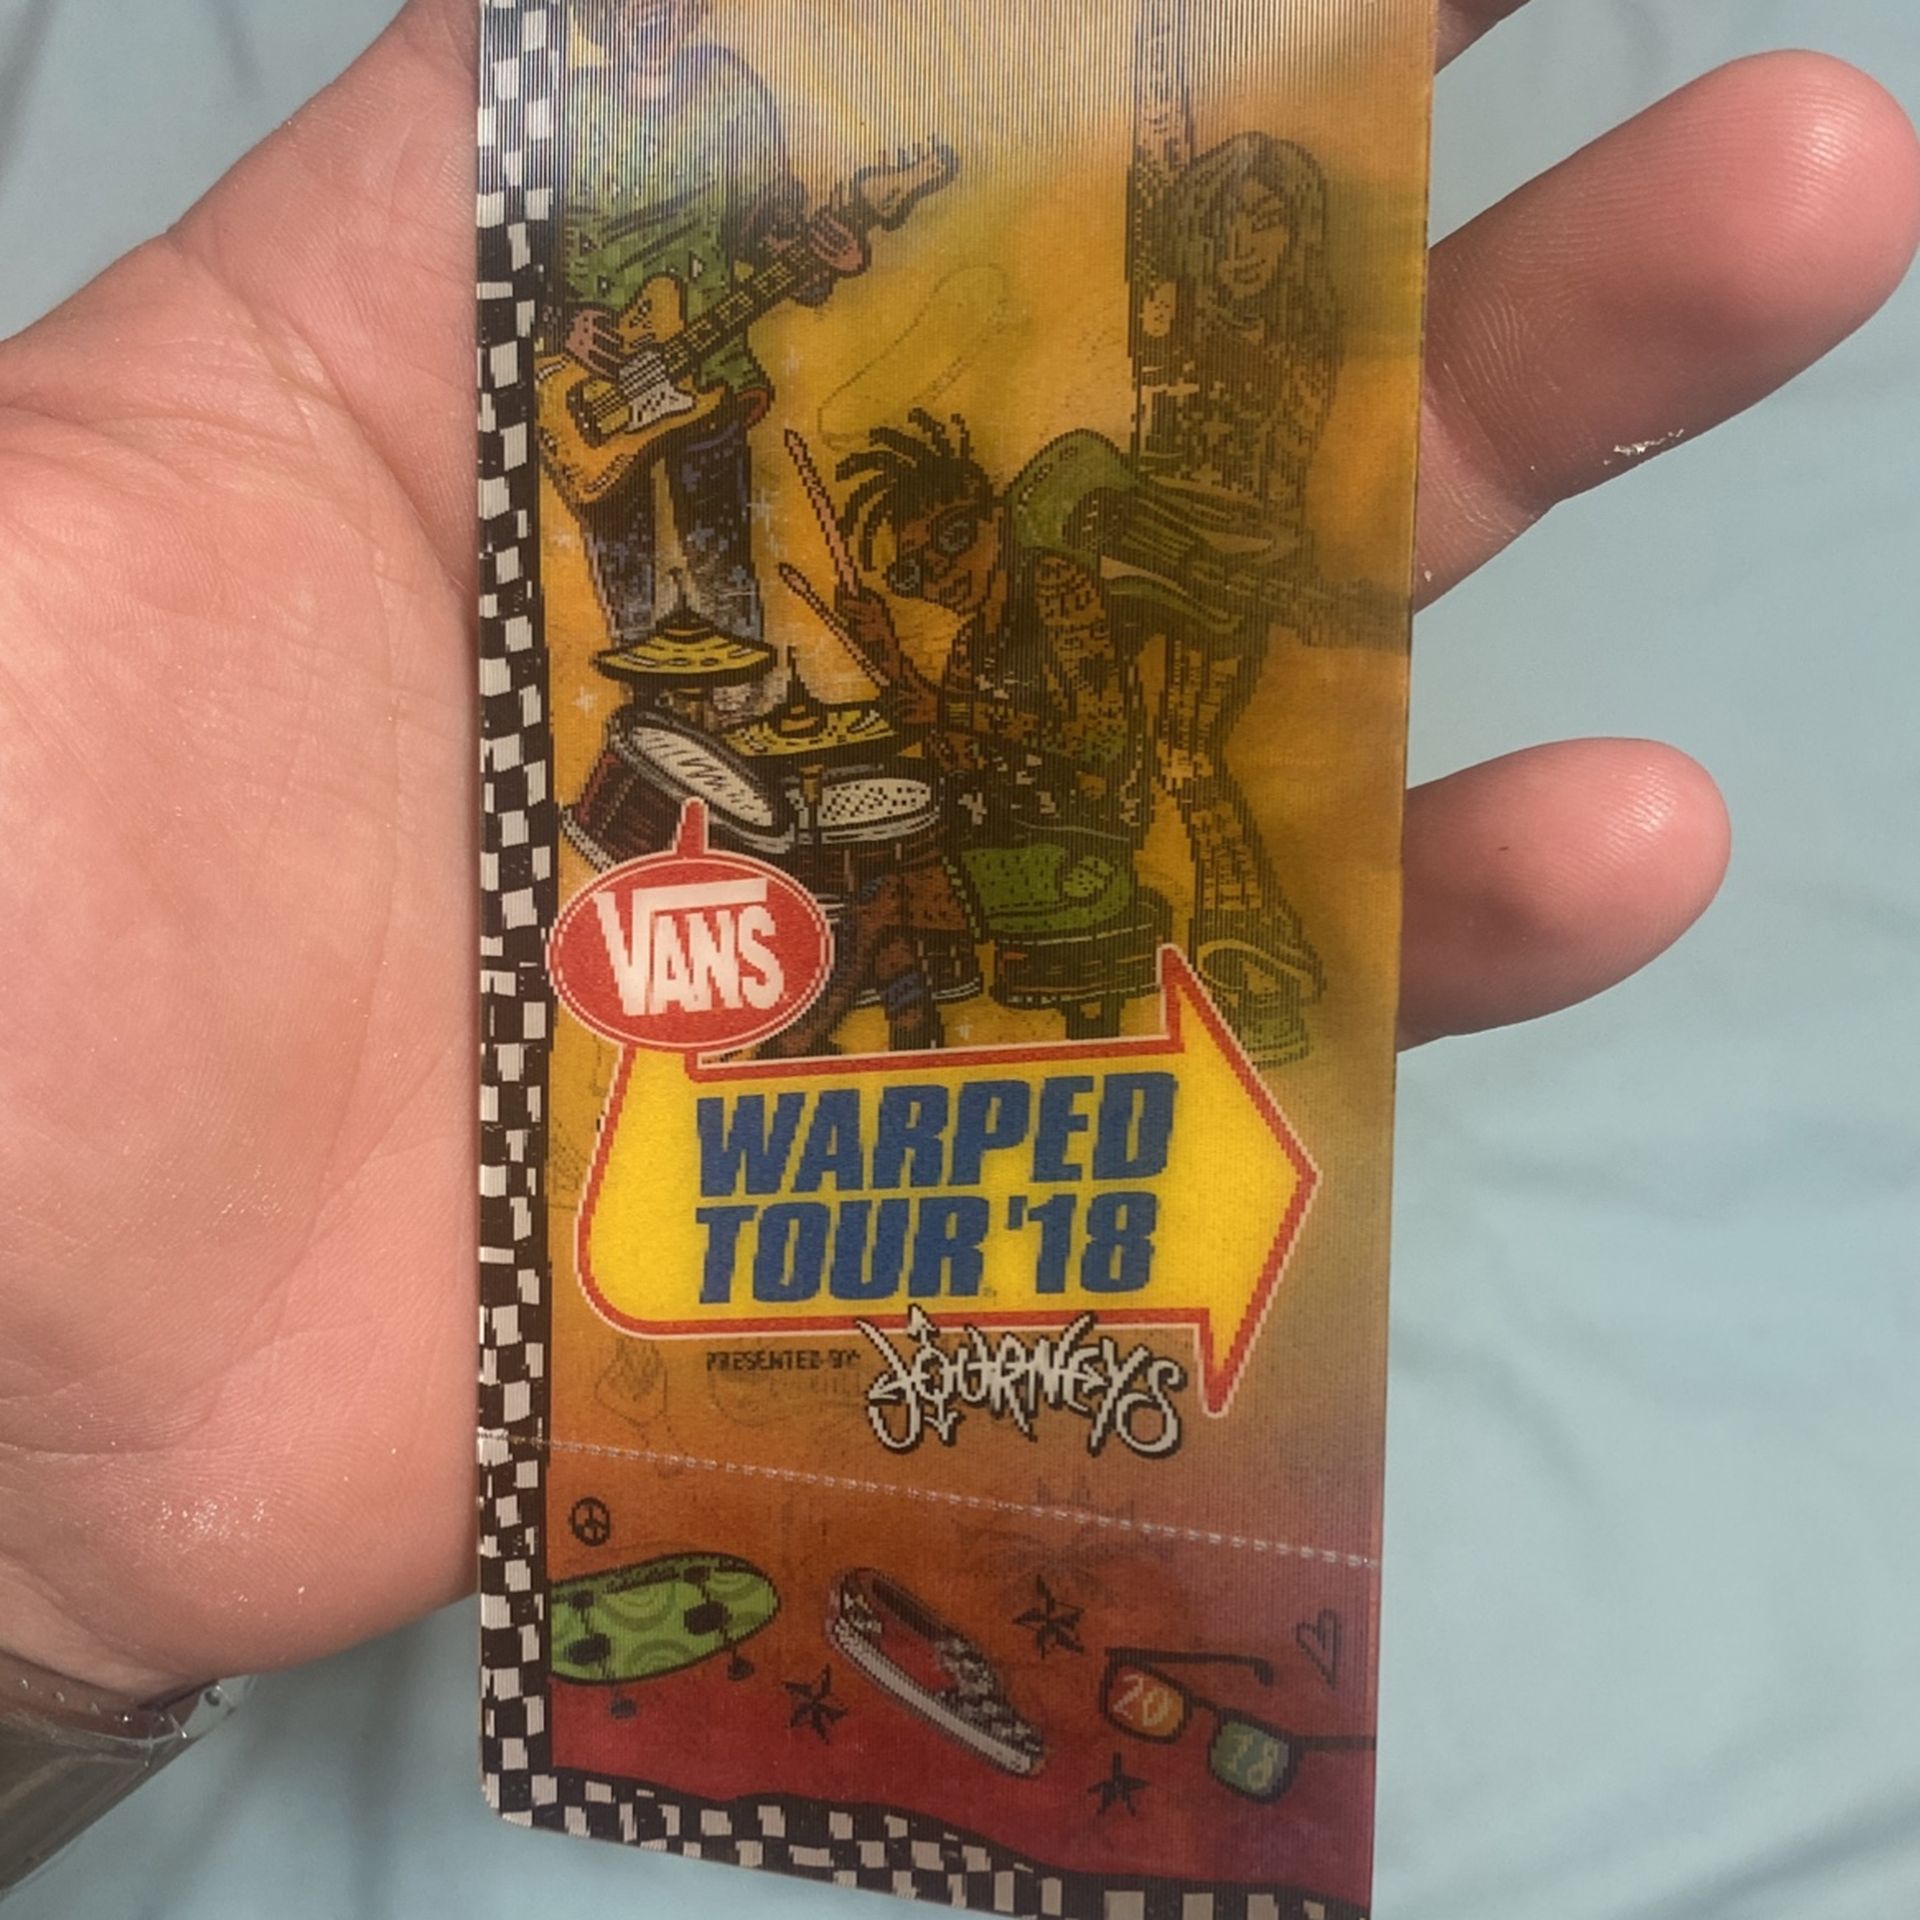 VANS
WARPED
TOUR '18
PRESENTED BY:
JOURNEYS
20
18